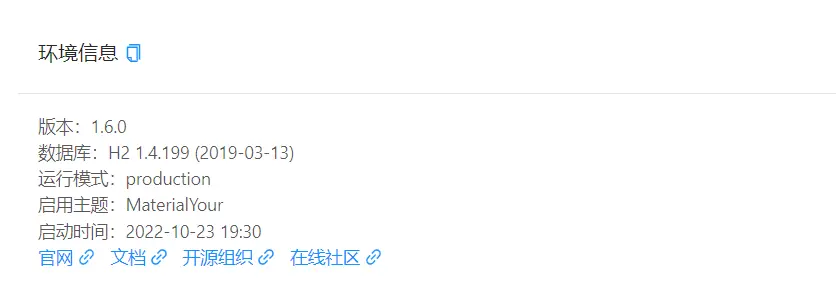 环境信息
版本：1.6.0
数据库：H2 1.4.199 (2019-03-13)
运行模式：production
启用主题：MaterialYour
启动时间：2022-10-23 19:30
官网 文档 开源组织 在线社区